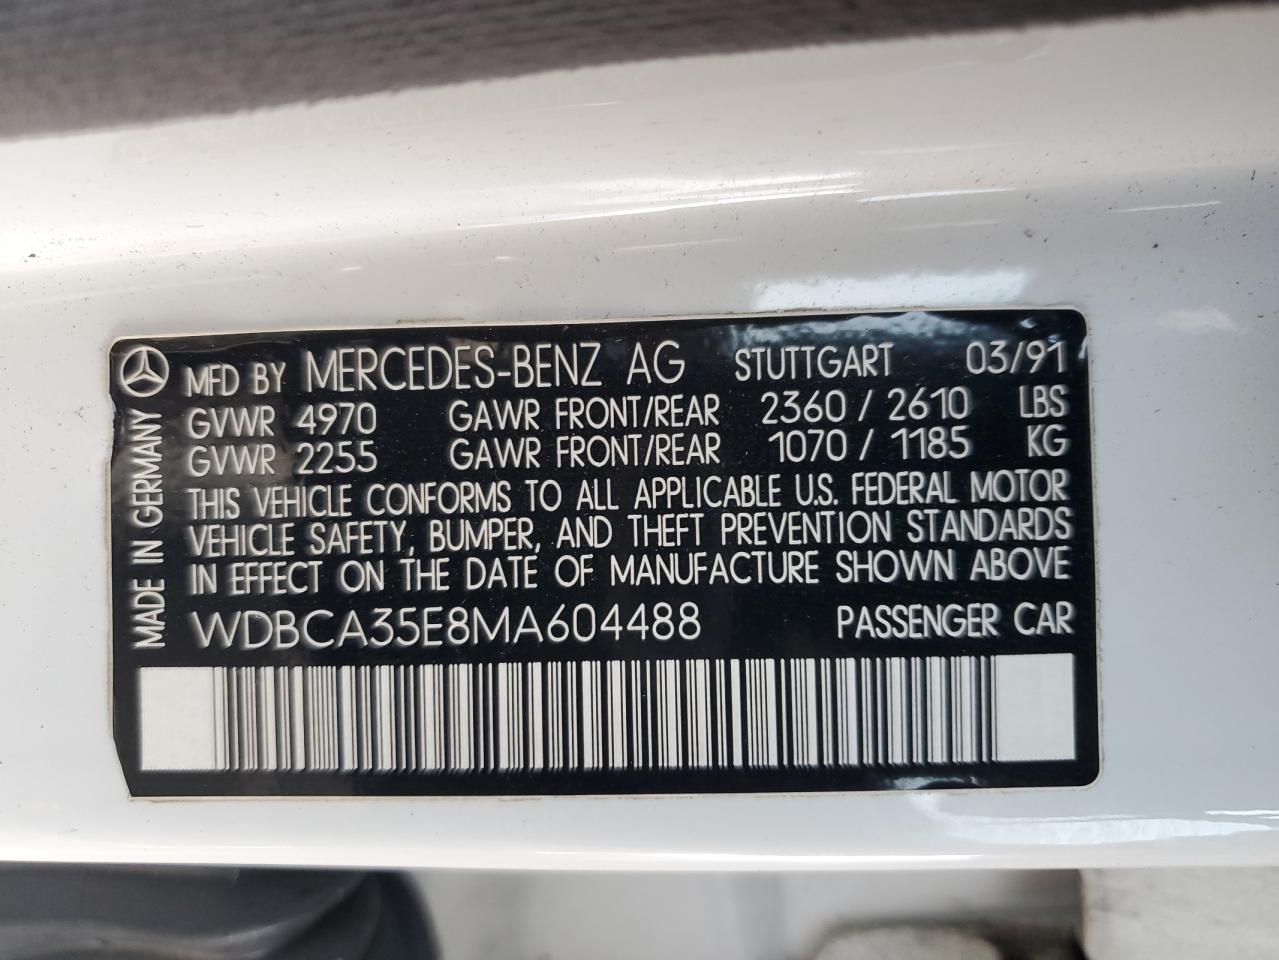 MFD BY MERCEDES-BENZ AG STUTTGART 03/91
GVWR 4970 GAWR FRONT/REAR 2360 / 2610 LBS
GVWR 2255 GAWR FRONT/REAR 1070 / 1185 KG
THIS VEHICLE CONFORMS TO ALL APPLICABLE U.S. FEDERAL MOTOR
VEHICLE SAFETY, BUMPER, AND THEFT PREVENTION STANDARDS
IN EFFECT ON THE DATE OF MANUFACTURE SHOWN ABOVE
WDBCA35E8MA604488 PASSENGER CAR
MADE IN GERMANY